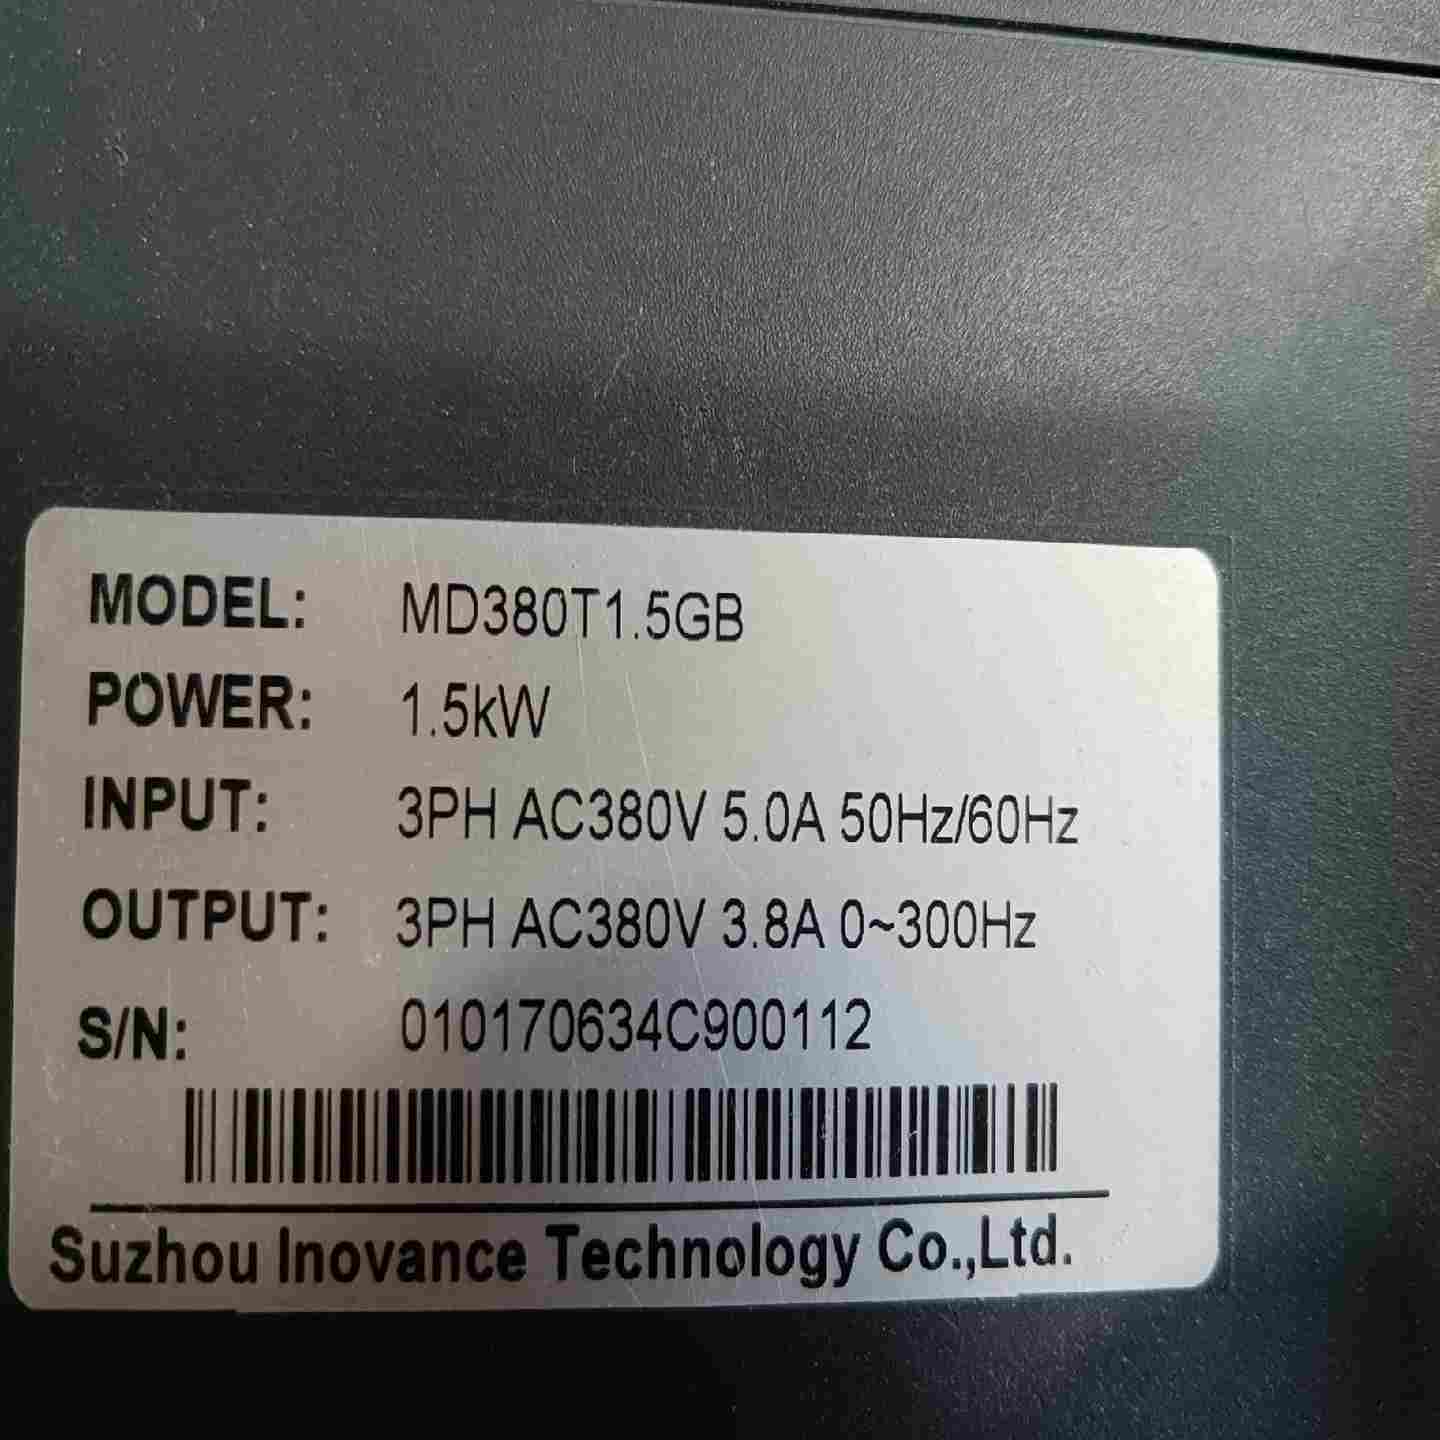 MODEL: MD380T1.5GB
POWER: 1.5kW
INPUT: 3PH AC380V 5.0A 50Hz/60Hz
OUTPUT: 3PH AC380V 3.8A 0~300Hz
S/N: 010170634C900112
Suzhou Inovance Technology Co.,Ltd.